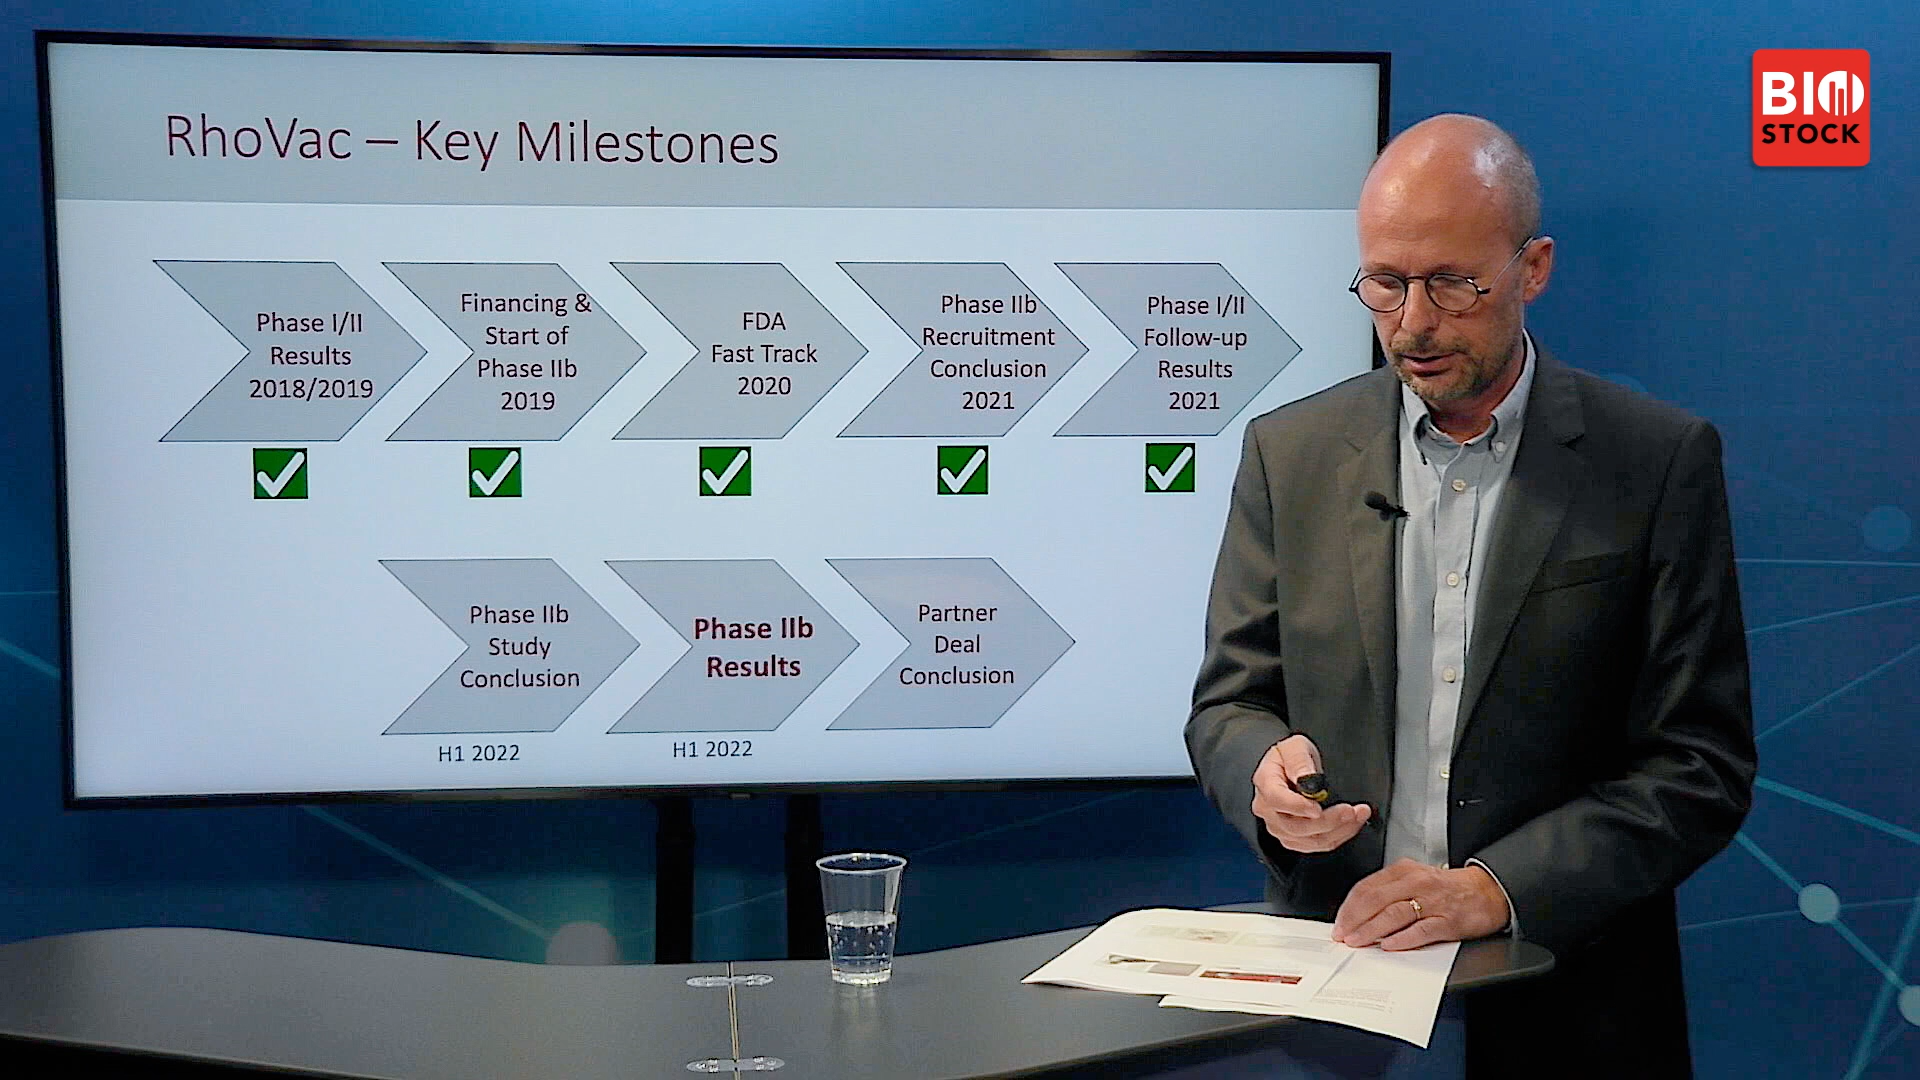 RhoVac – Key Milestones
Phase I/II
Results
2018/2019
Financing &
Start of
Phase IIb
2019
FDA
Fast Track
2020
Phase IIb
Recruitment
Conclusion
2021
Phase I/II
Follow-up
Results
2021
Phase IIb
Study
Conclusion
H1 2022
Phase IIb
Results
H1 2022
Partner
Deal
Conclusion
BIO
STOCK